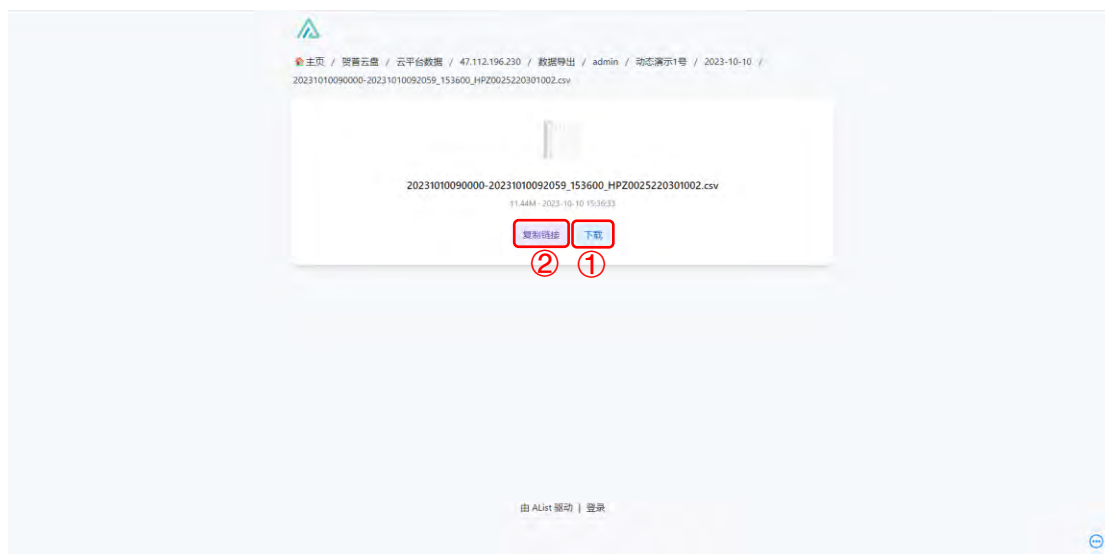 主页 / 贺普云盘 / 云平台数据 / 47.112.196.230 / 数据导出 / admin / 动态演示1号 / 2023-10-10 /
20231010090000-20231010092059_153600_HPZ0025220301002.csv
20231010090000-20231010092059_153600_HPZ0025220301002.csv
11.44M · 2023-10-10 15:36:33
复制链接 下载
② ①
由 AList 驱动 | 登录